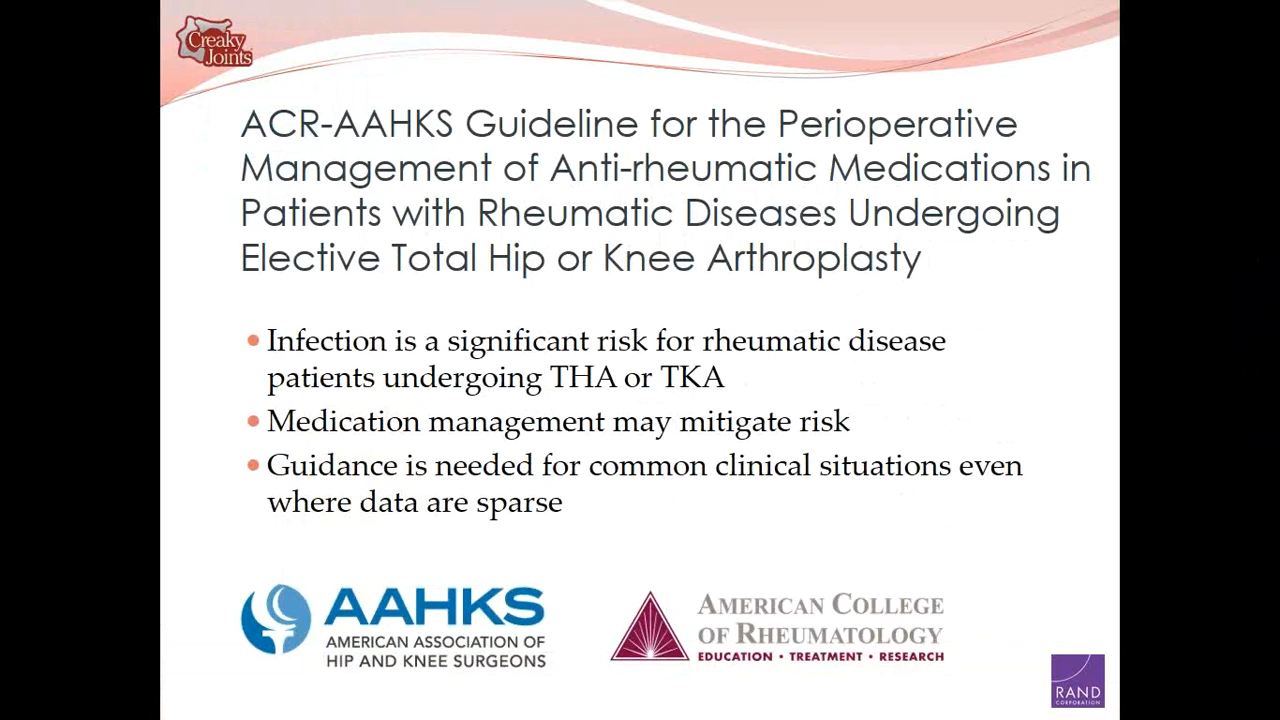 Creaky
Joints
ACR-AAHKS Guideline for the Perioperative
Management of Anti-rheumatic Medications in
Patients with Rheumatic Diseases Undergoing
Elective Total Hip or Knee Arthroplasty
• Infection is a significant risk for rheumatic disease
patients undergoing THA or TKA
• Medication management may mitigate risk
• Guidance is needed for common clinical situations even
where data are sparse
AAHKS
AMERICAN ASSOCIATION OF
HIP AND KNEE SURGEONS
AMERICAN COLLEGE
OF RHEUMATOLOGY
EDUCATION • TREATMENT • RESEARCH
RAND
CORPORATION